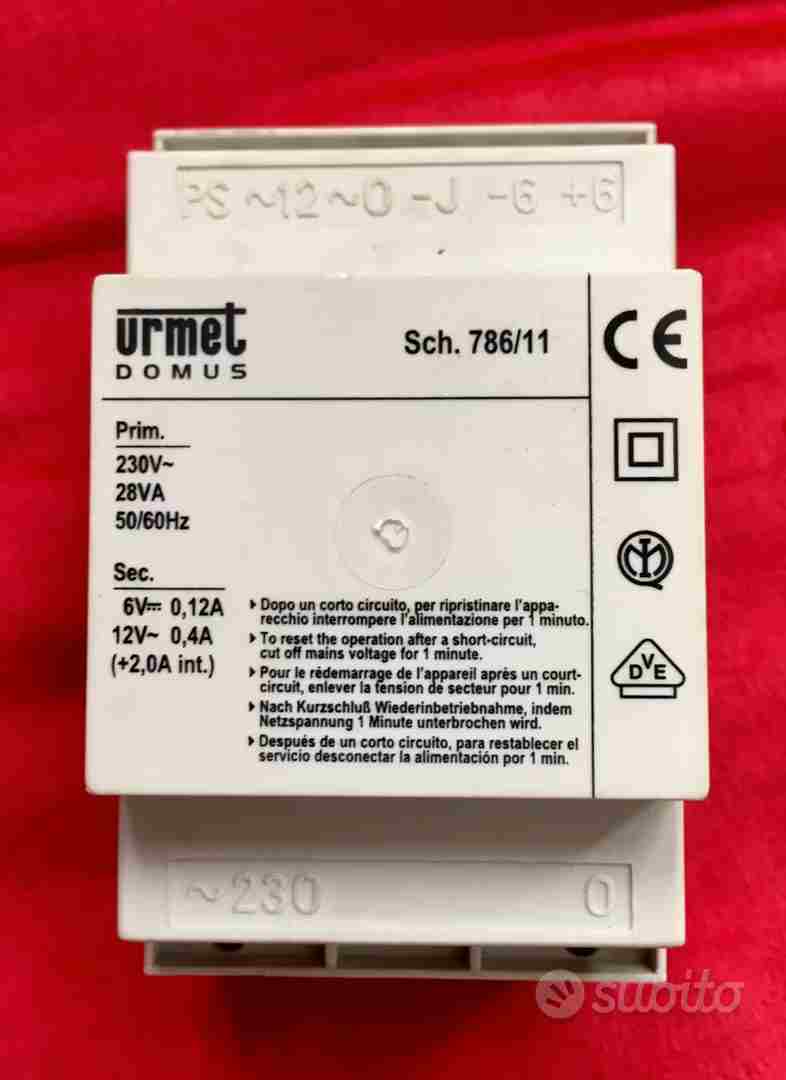 PS ~12 ~0 -J -6 +6
urmet
DOMUS
Sch. 786/11
CE
Prim.
230V~
28VA
50/60Hz
Sec.
6V⎓ 0,12A
12V~ 0,4A
(+2,0A int.)
Dopo un corto circuito, per ripristinare l'appa-
recchio interrompere l'alimentazione per 1 minuto.
To reset the operation after a short-circuit,
cut off mains voltage for 1 minute.
Pour le rédemarrage de l'appareil après un court-
circuit, enlever la tension de secteur pour 1 min.
Nach Kurzschluß Wiederinbetriebnahme, indem
Netzspannung 1 Minute unterbrochen wird.
Después de un corto circuito, para restablecer el
servicio desconectar la alimentación por 1 min.
DVE
~230 0
subito